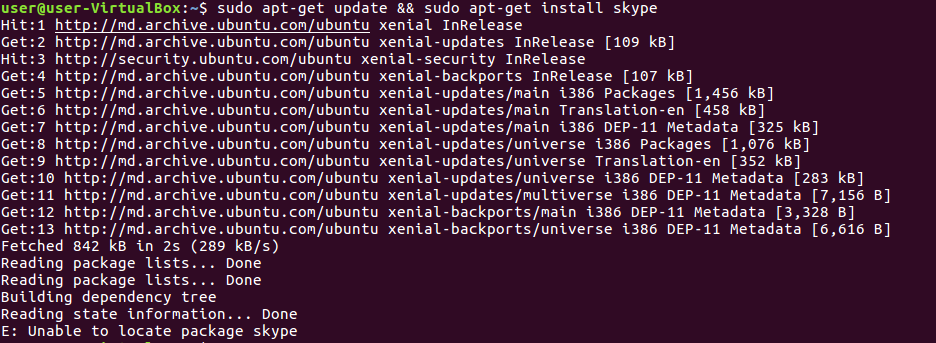 user@user-VirtualBox:~$ sudo apt-get update && sudo apt-get install skype
Hit:1 http://md.archive.ubuntu.com/ubuntu xenial InRelease
Get:2 http://md.archive.ubuntu.com/ubuntu xenial-updates InRelease [109 kB]
Hit:3 http://security.ubuntu.com/ubuntu xenial-security InRelease
Get:4 http://md.archive.ubuntu.com/ubuntu xenial-backports InRelease [107 kB]
Get:5 http://md.archive.ubuntu.com/ubuntu xenial-updates/main i386 Packages [1,456 kB]
Get:6 http://md.archive.ubuntu.com/ubuntu xenial-updates/main Translation-en [458 kB]
Get:7 http://md.archive.ubuntu.com/ubuntu xenial-updates/main i386 DEP-11 Metadata [325 kB]
Get:8 http://md.archive.ubuntu.com/ubuntu xenial-updates/universe i386 Packages [1,076 kB]
Get:9 http://md.archive.ubuntu.com/ubuntu xenial-updates/universe Translation-en [352 kB]
Get:10 http://md.archive.ubuntu.com/ubuntu xenial-updates/universe i386 DEP-11 Metadata [283 kB]
Get:11 http://md.archive.ubuntu.com/ubuntu xenial-updates/multiverse i386 DEP-11 Metadata [7,156 B]
Get:12 http://md.archive.ubuntu.com/ubuntu xenial-backports/main i386 DEP-11 Metadata [3,328 B]
Get:13 http://md.archive.ubuntu.com/ubuntu xenial-backports/universe i386 DEP-11 Metadata [6,616 B]
Fetched 842 kB in 2s (289 kB/s)
Reading package lists... Done
Reading package lists... Done
Building dependency tree
Reading state information... Done
E: Unable to locate package skype